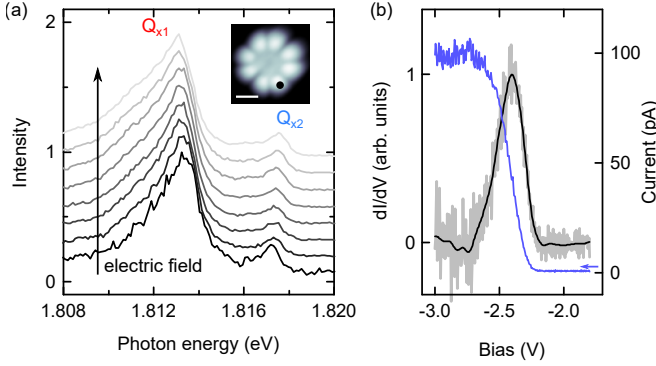 (a)
2
1
0
Intensity
Q_x1
Q_x2
electric field
1.808
1.812
1.816
1.820
Photon energy (eV)
(b)
1
0
dI/dV (arb. units)
100
50
0
Current (pA)
-3.0
-2.5
-2.0
Bias (V)